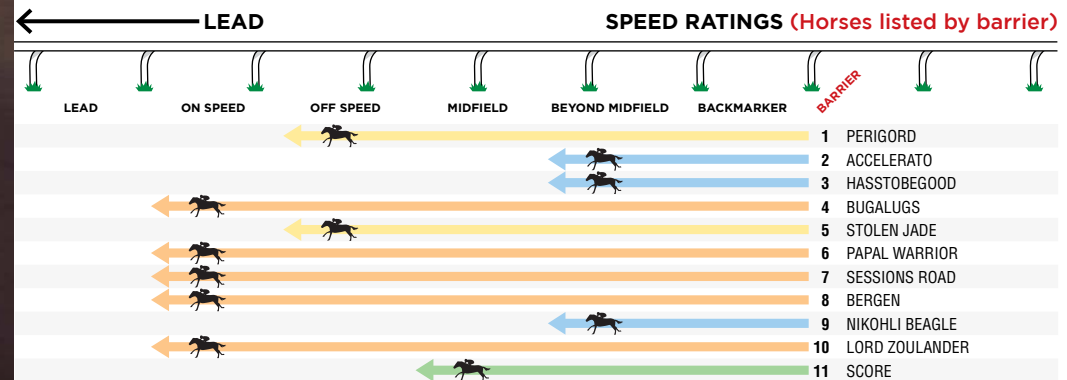 LEAD SPEED RATINGS (Horses listed by barrier)
LEAD ON SPEED OFF SPEED MIDFIELD BEYOND MIDFIELD BACKMARKER BARRIER
1 PERIGORD
2 ACCELERATO
3 HASSTOBEGOOD
4 BUGALUGS
5 STOLEN JADE
6 PAPAL WARRIOR
7 SESSIONS ROAD
8 BERGEN
9 NIKOHLI BEAGLE
10 LORD ZOULANDER
11 SCORE